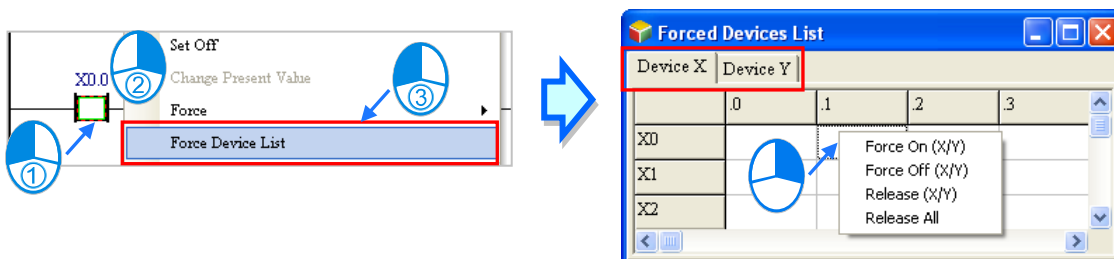 Set Off
X0.0
②
Change Present Value
③
Force
Force Device List
①
Forced Devices List
Device X Device Y
.0 .1 .2 .3
X0
X1
X2
Force On (X/Y)
Force Off (X/Y)
Release (X/Y)
Release All